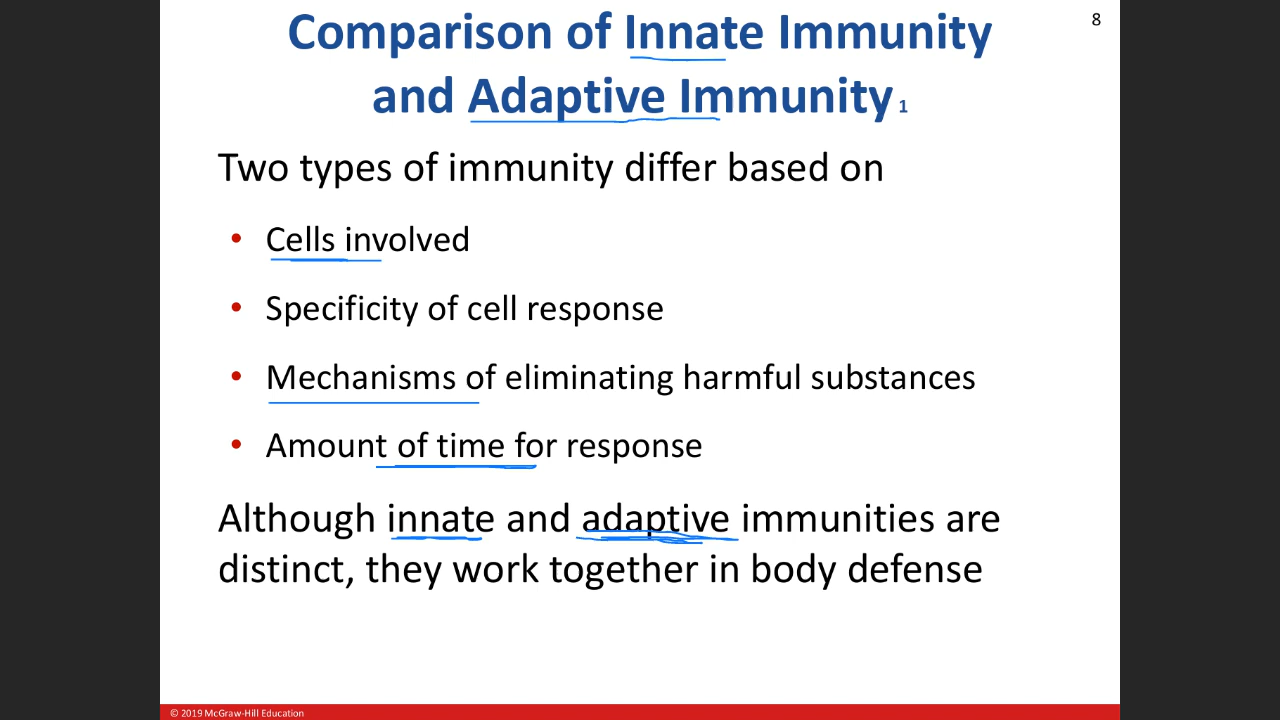 8
Comparison of Innate Immunity
and Adaptive Immunity 1
Two types of immunity differ based on
• Cells involved
• Specificity of cell response
• Mechanisms of eliminating harmful substances
• Amount of time for response
Although innate and adaptive immunities are
distinct, they work together in body defense
© 2019 McGraw-Hill Education